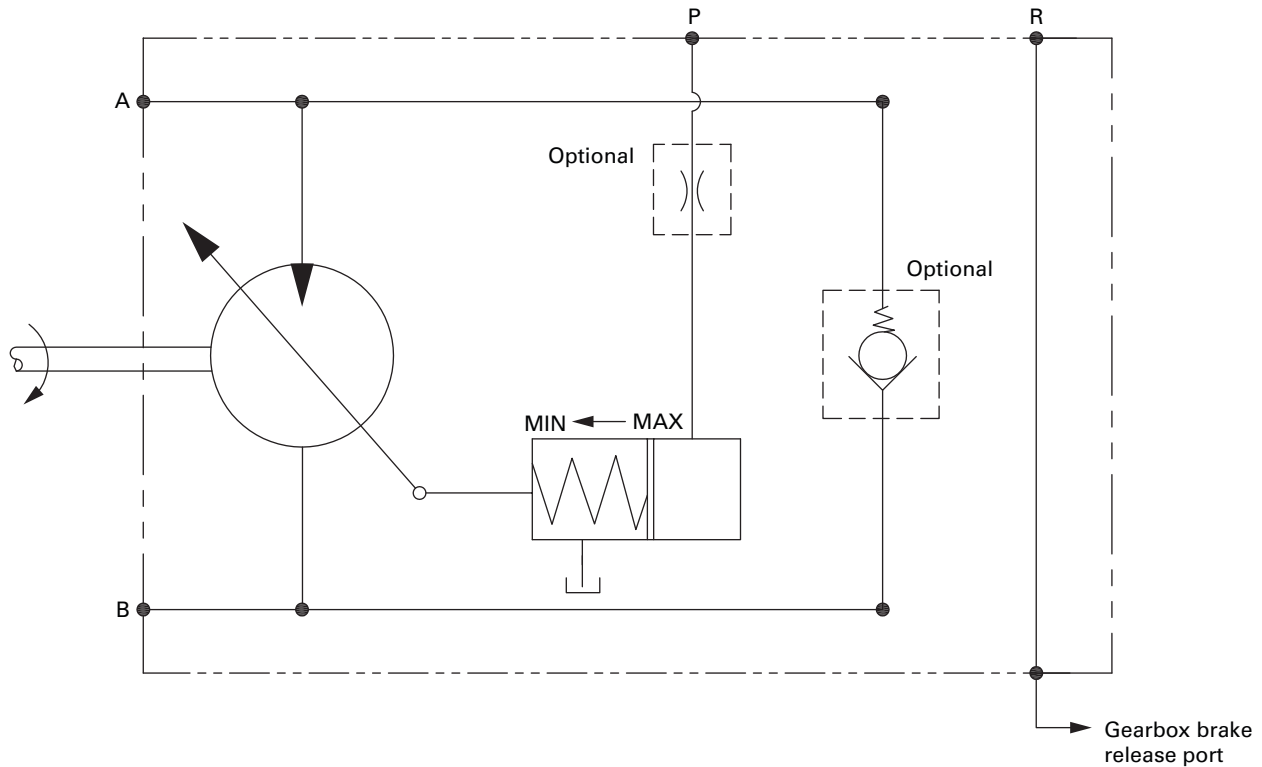 P
R
A
Optional
Optional
MIN
MAX
B
Gearbox brake
release port